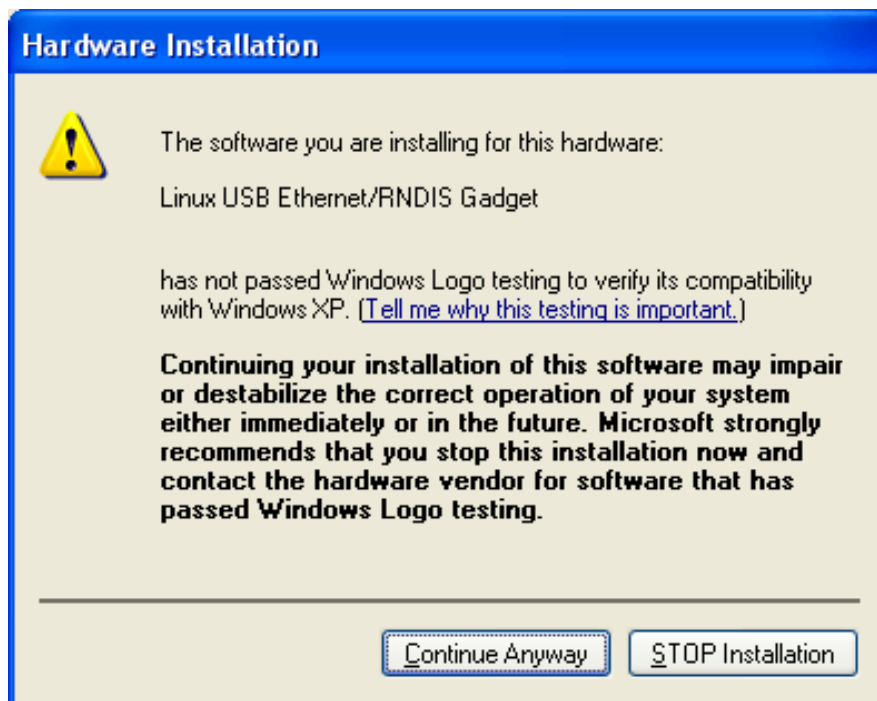 Hardware Installation
The software you are installing for this hardware:
Linux USB Ethernet/RNDIS Gadget
has not passed Windows Logo testing to verify its compatibility
with Windows XP. (Tell me why this testing is important.)
Continuing your installation of this software may impair
or destabilize the correct operation of your system
either immediately or in the future. Microsoft strongly
recommends that you stop this installation now and
contact the hardware vendor for software that has
passed Windows Logo testing.
Continue Anyway STOP Installation